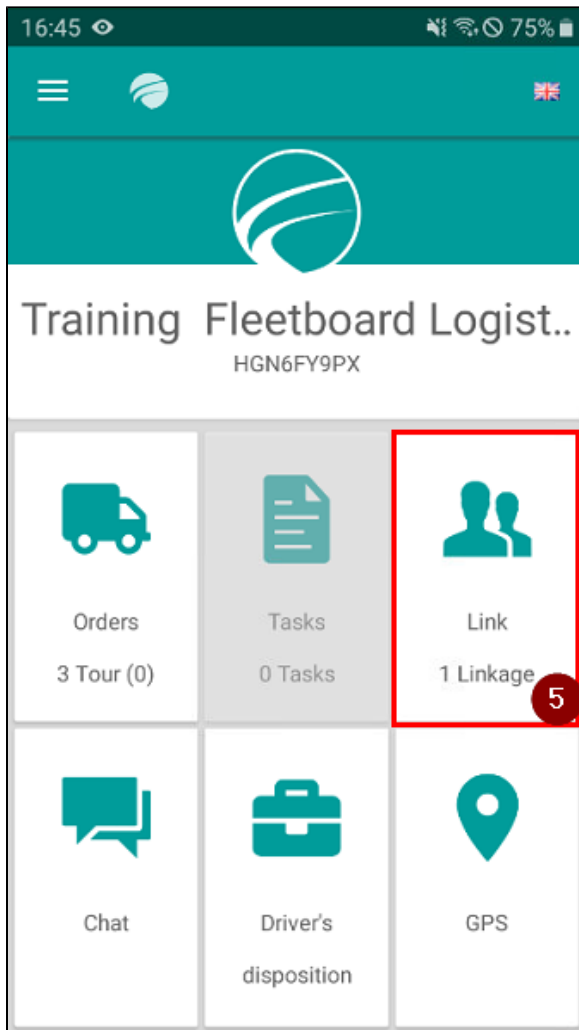 16:45 75%
Training Fleetboard Logist..
HGN6FY9PX
Orders
3 Tour (0)
Tasks
0 Tasks
Link
1 Linkage
5
Chat
Driver's
disposition
GPS